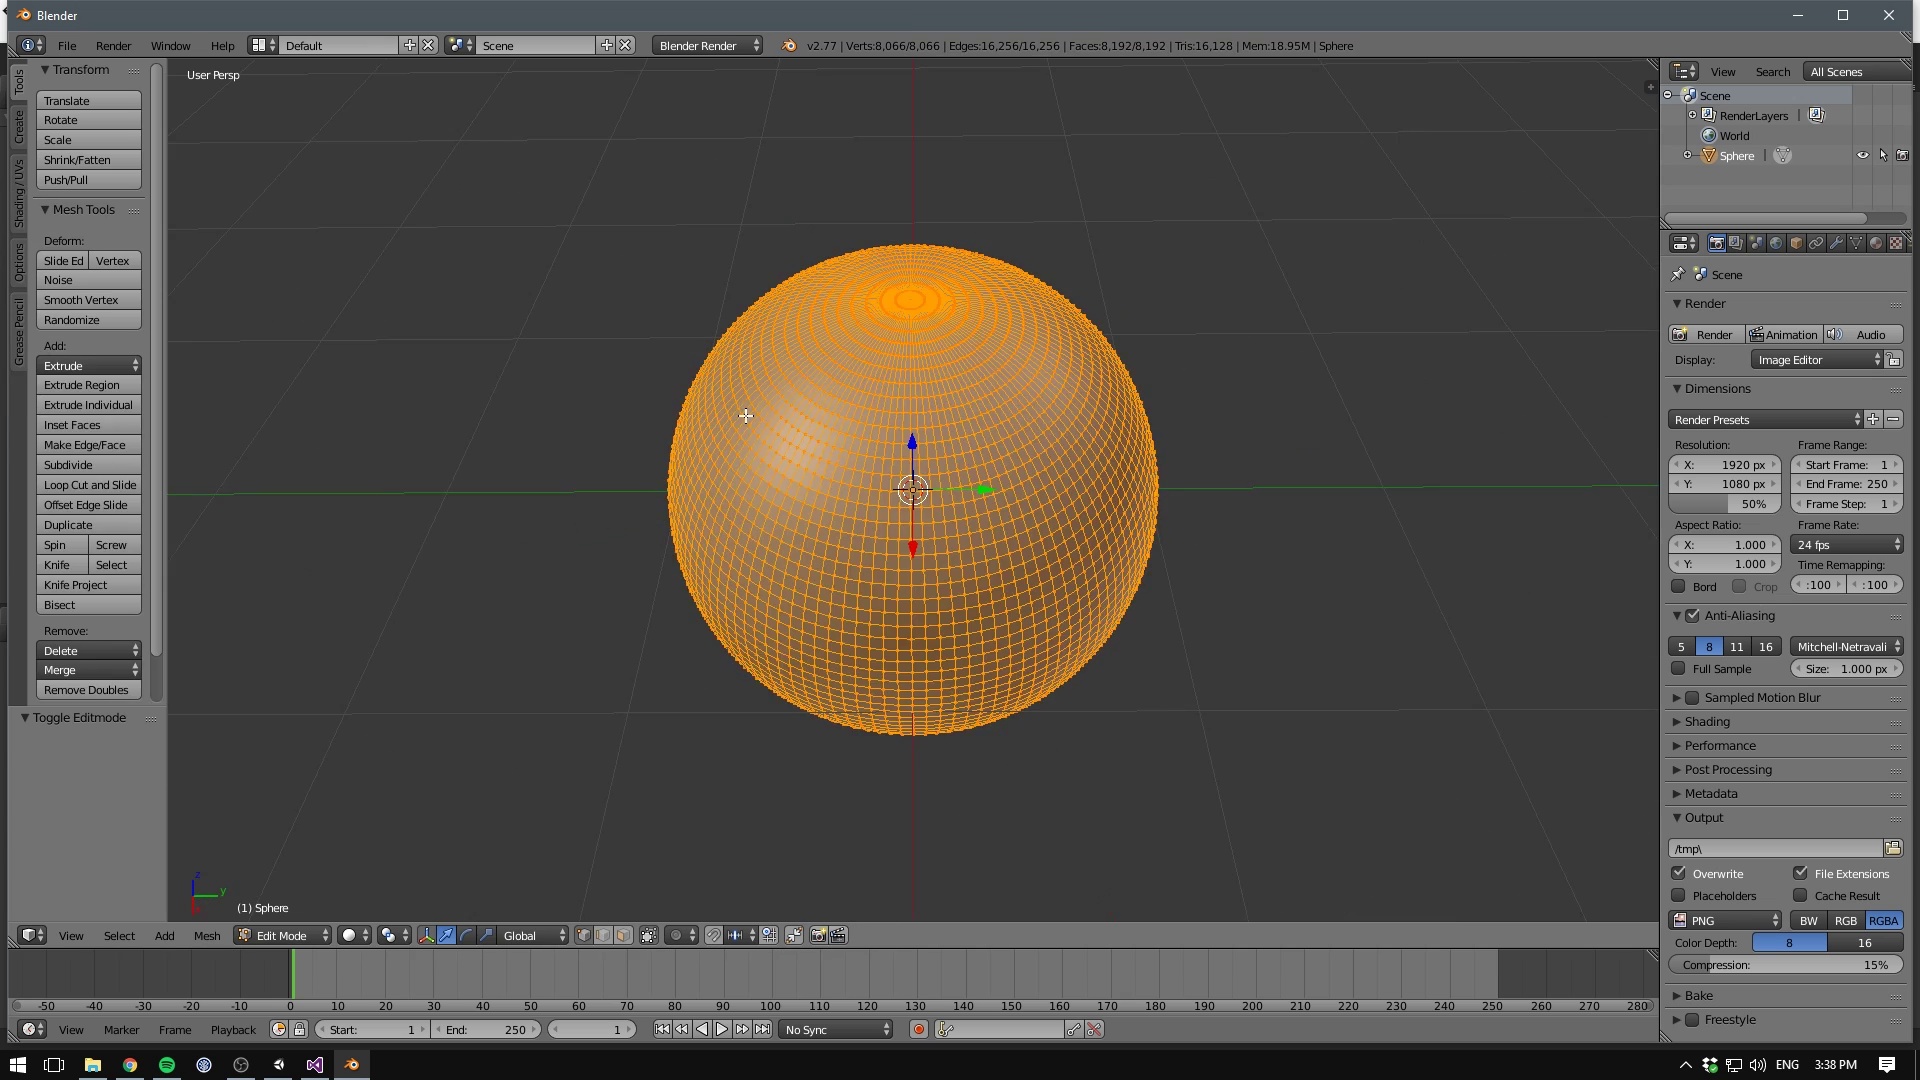 Blender
File Render Window Help Default Scene Blender Render v2.77 | Verts:8,066/8,066 | Edges:16,256/16,256 | Faces:8,192/8,192 | Tris:16,128 | Mem:18.95M | Sphere
Tools
Create
Shading / UVs
Options
Grease Pencil
Transform
Translate
Rotate
Scale
Shrink/Fatten
Push/Pull
Mesh Tools
Deform:
Slide Ed Vertex
Noise
Smooth Vertex
Randomize
Add:
Extrude
Extrude Region
Extrude Individual
Inset Faces
Make Edge/Face
Subdivide
Loop Cut and Slide
Offset Edge Slide
Duplicate
Spin Screw
Knife Select
Knife Project
Bisect
Remove:
Delete
Merge
Remove Doubles
Toggle Editmode
User Persp
z
y
(1) Sphere
View Select Add Mesh Edit Mode Global
-50 -40 -30 -20 -10 0 10 20 30 40 50 60 70 80 90 100 110 120 130 140 150 160 170 180 190 200 210 220 230 240 250 260 270 280
View Marker Frame Playback Start: 1 End: 250 1 No Sync
View Search All Scenes
Scene
RenderLayers |
World
Sphere |
Scene
Render
Render Animation Audio
Display: Image Editor
Dimensions
Render Presets
Resolution: Frame Range:
X: 1920 px Start Frame: 1
Y: 1080 px End Frame: 250
50% Frame Step: 1
Aspect Ratio: Frame Rate:
X: 1.000 24 fps
Y: 1.000 Time Remapping:
Bord Crop :100 :100
Anti-Aliasing
5 8 11 16 Mitchell-Netravali
Full Sample Size: 1.000 px
Sampled Motion Blur
Shading
Performance
Post Processing
Metadata
Output
/tmp\
Overwrite File Extensions
Placeholders Cache Result
PNG BW RGB RGBA
Color Depth: 8 16
Compression: 15%
Bake
Freestyle
ENG 3:38 PM